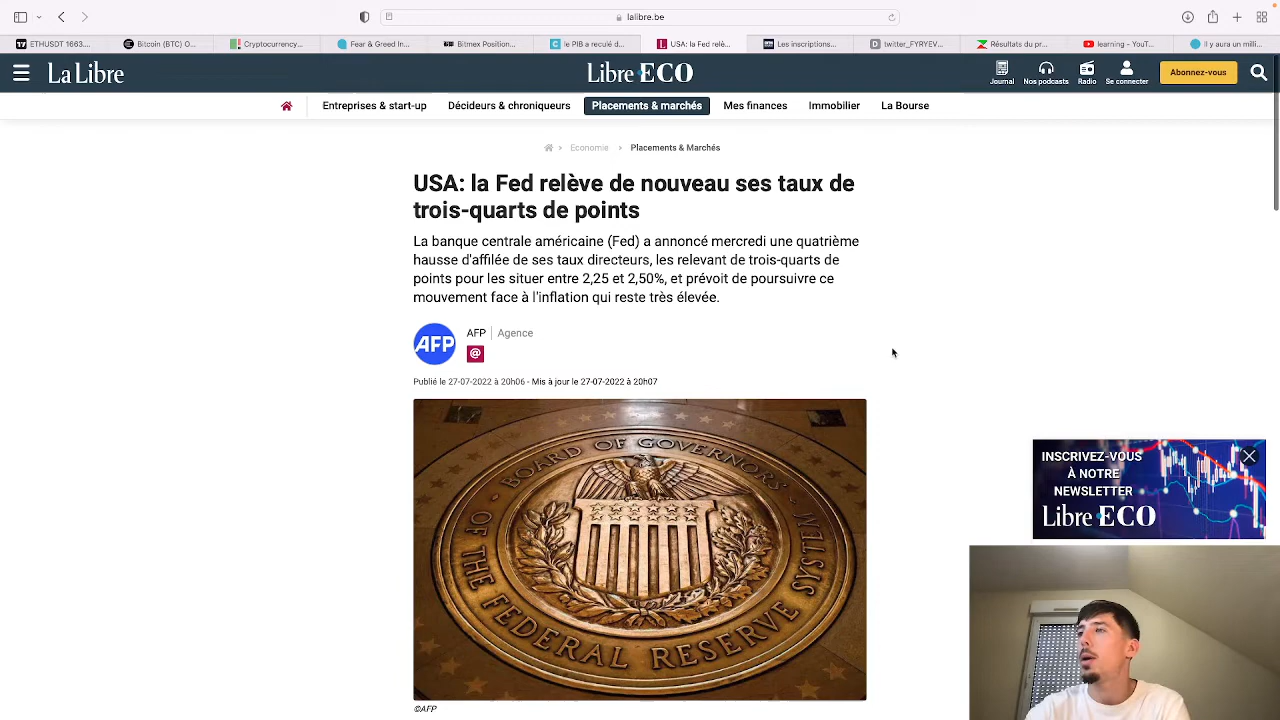 lalibre.be
ETHUSDT 1663....
Bitcoin (BTC) O...
Cryptocurrency...
Fear & Greed In...
Bitmex Position...
le PIB a reculé d...
USA: la Fed relè...
Les inscriptions...
twitter_FYRYEV...
Résultats du pr...
learning - YouT...
Il y aura un milli...
La Libre
Libre ECO
Journal
Nos podcasts
Radio
Se connecter
Abonnez-vous
Entreprises & start-up
Décideurs & chroniqueurs
Placements & marchés
Mes finances
Immobilier
La Bourse
Economie
Placements & Marchés
USA: la Fed relève de nouveau ses taux de
trois-quarts de points
La banque centrale américaine (Fed) a annoncé mercredi une quatrième
hausse d'affilée de ses taux directeurs, les relevant de trois-quarts de
points pour les situer entre 2,25 et 2,50%, et prévoit de poursuivre ce
mouvement face à l'inflation qui reste très élevée.
AFP
AFP | Agence
@
Publié le 27-07-2022 à 20h06 - Mis à jour le 27-07-2022 à 20h07
BOARD OF GOVERNORS
OF THE FEDERAL RESERVE SYSTEM
INSCRIVEZ-VOUS
À NOTRE
NEWSLETTER
Libre ECO
©AFP